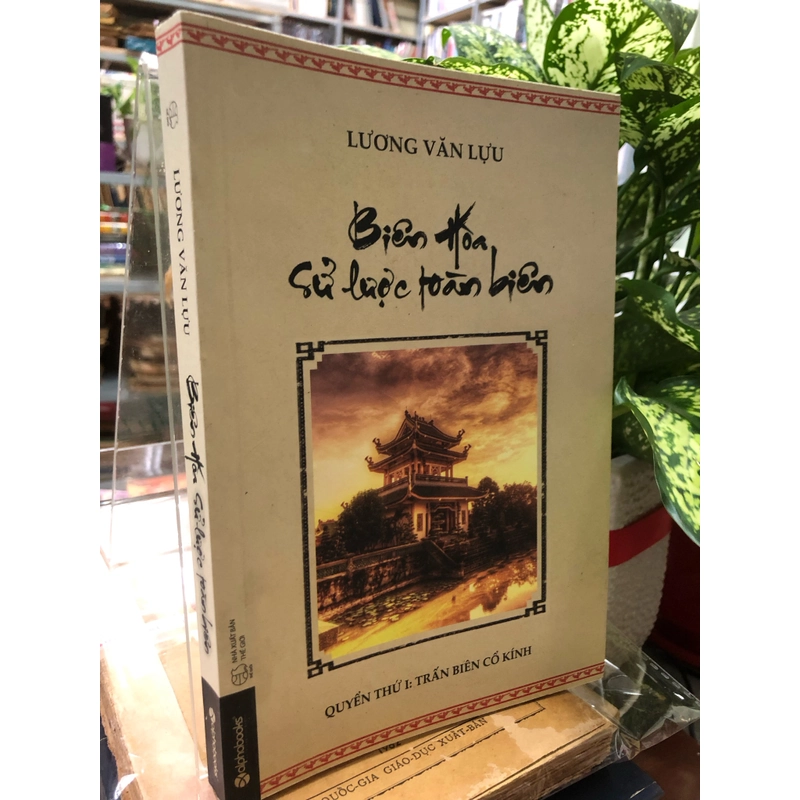 LƯƠNG VĂN LỰU
Biên Hòa
sử lược toàn biên
QUYỂN THỨ I: TRẤN BIÊN CỔ KÍNH
LƯƠNG VĂN LỰU
Biên Hòa sử lược toàn biên
NHÀ XUẤT BẢN
THẾ GIỚI
alphabooks
QUỐC-GIA GIÁO-DỤC XUẤT-BẢN